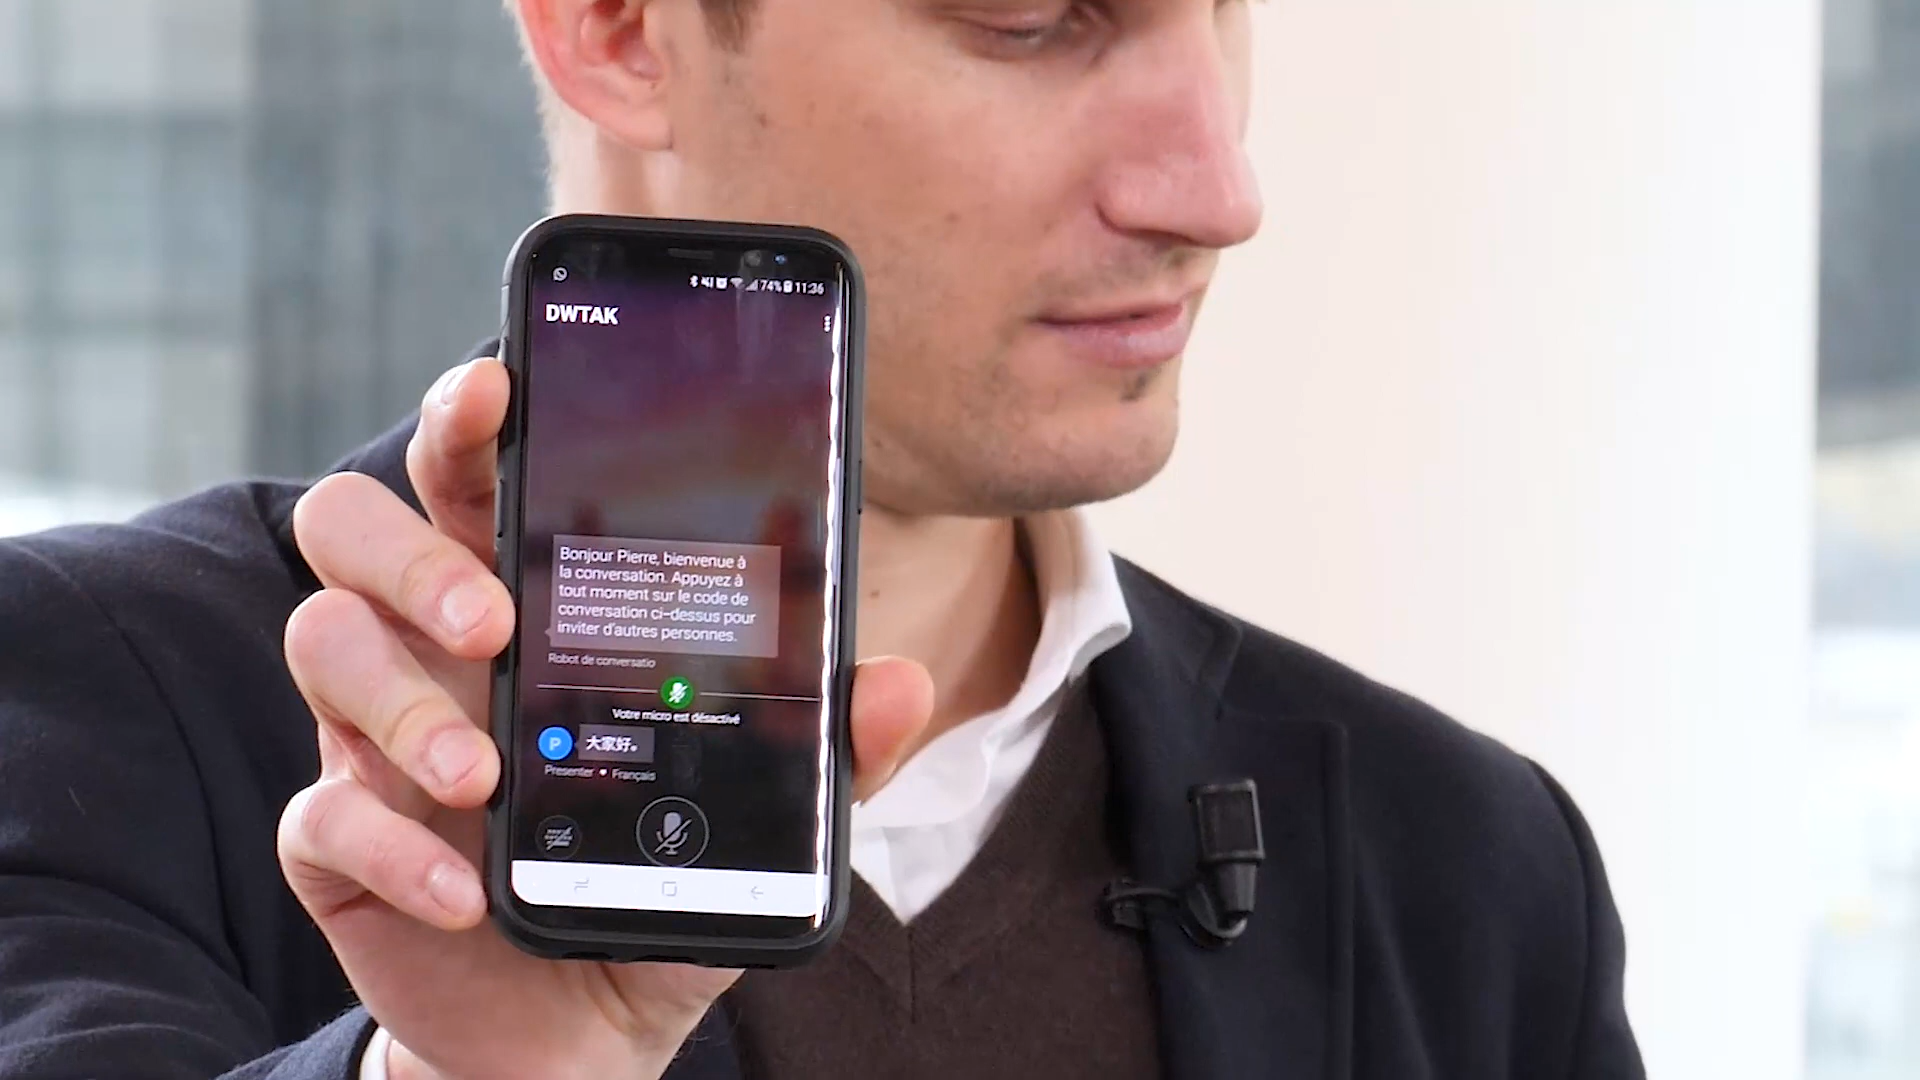 74% 11:36
DWTAK
Bonjour Pierre, bienvenue à
la conversation. Appuyez à
tout moment sur le code de
conversation ci-dessus pour
inviter d'autres personnes.
Robot de conversatio
Votre micro est désactivé
P
大家好。
Presenter • Français